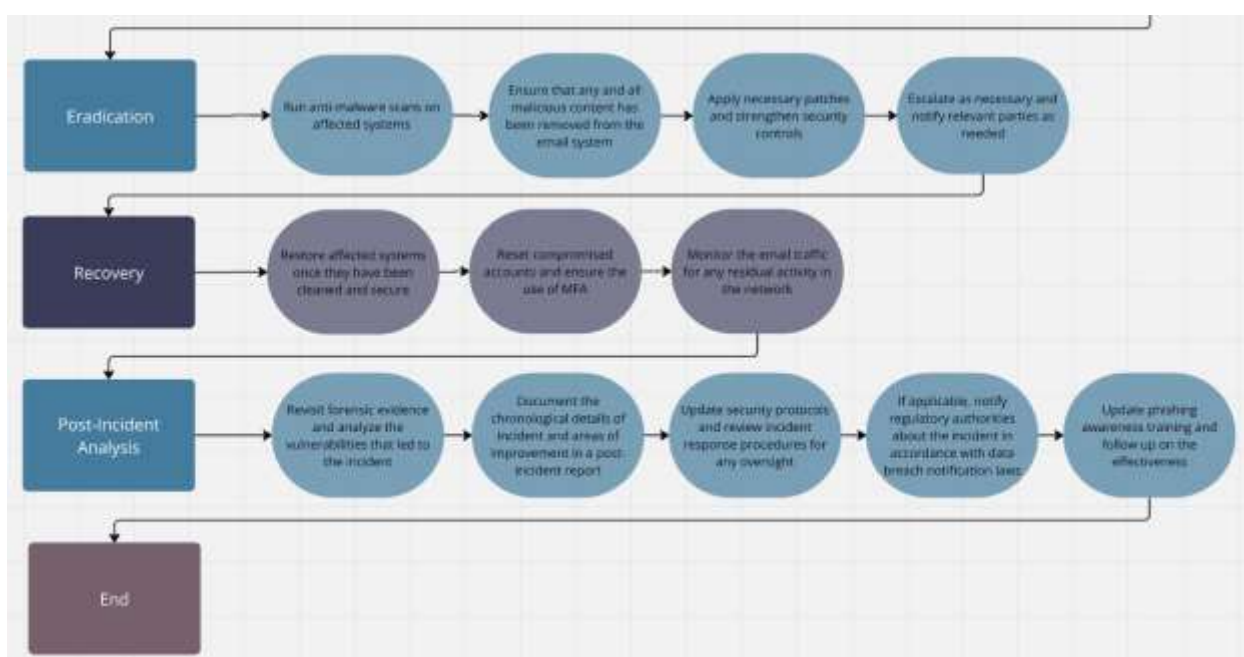 Eradication
Run anti-malware scans on
affected systems
Ensure that any and all
malicious content has
been removed from the
email system
Apply necessary patches
and strengthen security
controls
Escalate as necessary and
notify relevant parties as
needed
Recovery
Restore affected systems
once they have been
cleaned and secure
Reset compromised
accounts and ensure the
use of MFA
Monitor the email traffic
for any residual activity in
the network
Post-Incident
Analysis
Revisit forensic evidence
and analyze the
vulnerabilities that led to
the incident
Document the
chronological details of
incident and areas of
improvement in a post-
incident report
Update security protocols
and review incident
response procedures for
any oversight
If applicable, notify
regulatory authorities
about the incident in
accordance with data
breach notification laws
Update phishing
awareness training and
follow up on the
effectiveness
End